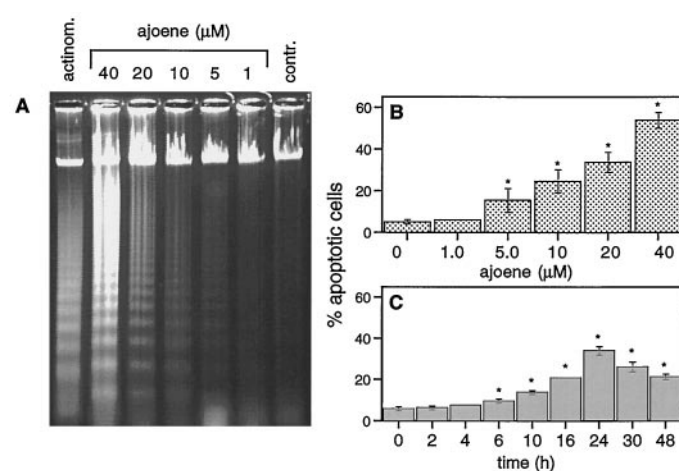 actinom.
ajoene (μM)
40 20 10 5 1
contr.
A
% apoptotic cells
B
60
40
20
0
* * * *
0 1.0 5.0 10 20 40
ajoene (μM)
C
60
40
20
0
* * * * * *
0 2 4 6 10 16 24 30 48
time (h)